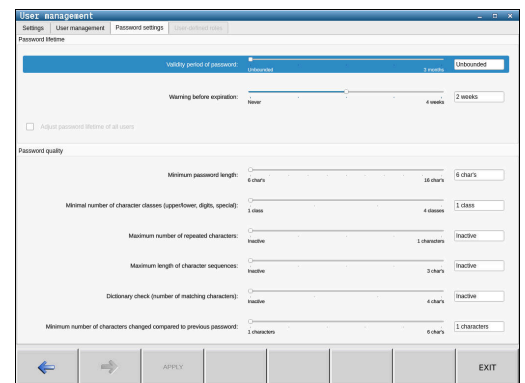 User management
Settings User management Password settings User-defined roles
Password lifetime
Validity period of password: Unbounded
Unbounded 3 months
Warning before expiration: 2 weeks
Never 4 weeks
Adjust password lifetime of all users
Password quality
Minimum password length: 6 char's
6 char's 16 char's
Minimal number of character classes (upper/lower, digits, special): 1 class
1 class 4 classes
Maximum number of repeated characters: Inactive
Inactive 1 characters
Maximum length of character sequences: Inactive
Inactive 3 char's
Dictionary check (number of matching characters): Inactive
Inactive 4 char's
Minimum number of characters changed compared to previous password: 1 characters
1 characters 6 char's
APPLY EXIT